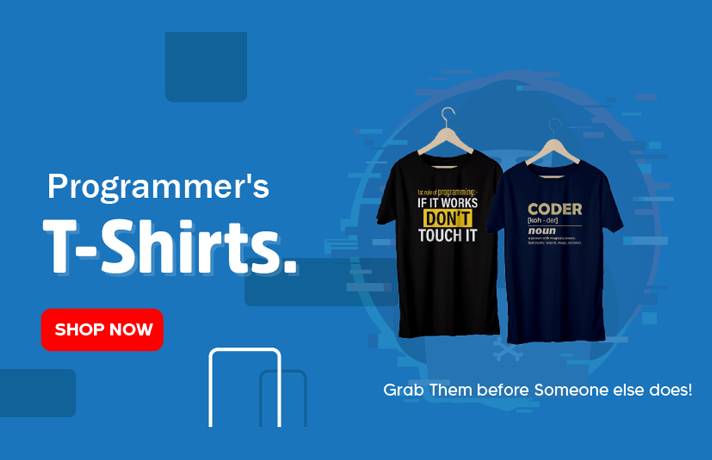 Programmer's
T-Shirts.
SHOP NOW
1st rule of programming:-
IF IT WORKS
DON'T
TOUCH IT
CODER
[koh - der]
noun
Grab Them before Someone else does!